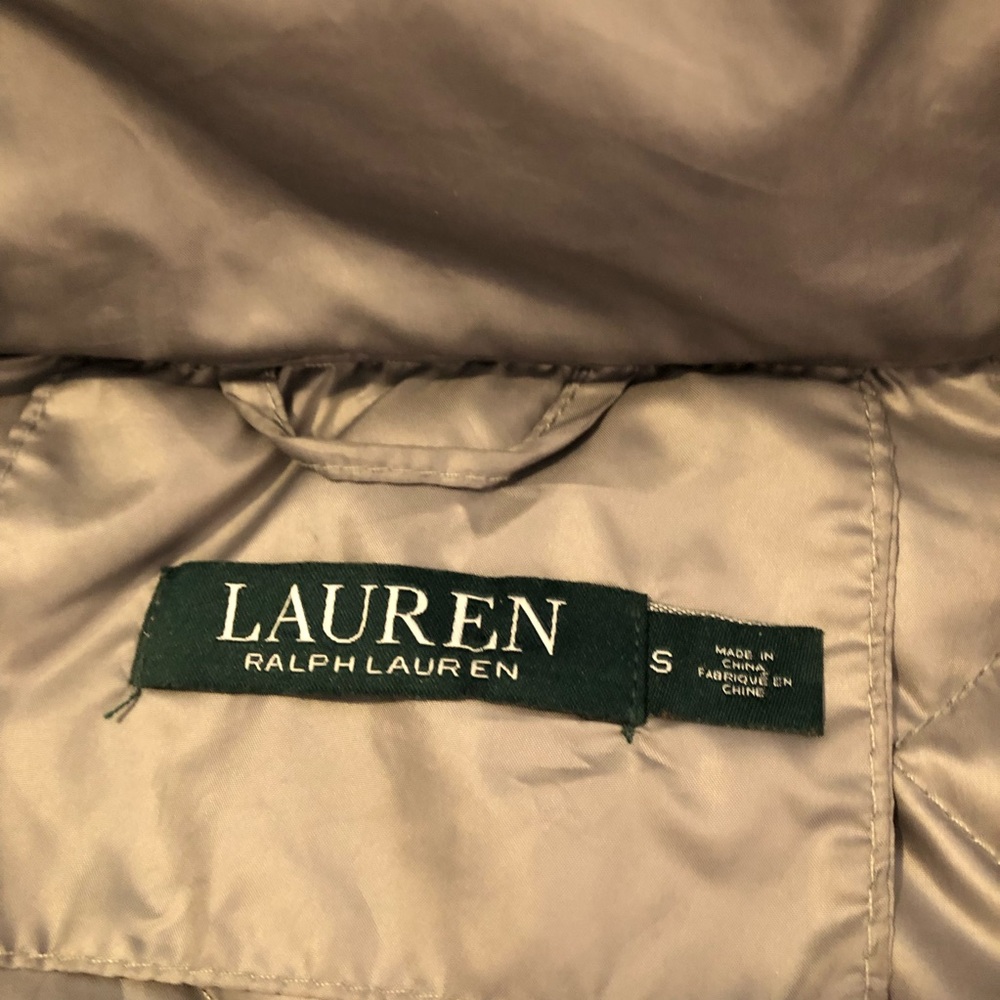 LAUREN
RALPH LAUREN
S
MADE IN
CHINA
FABRIQUÉ EN
CHINE